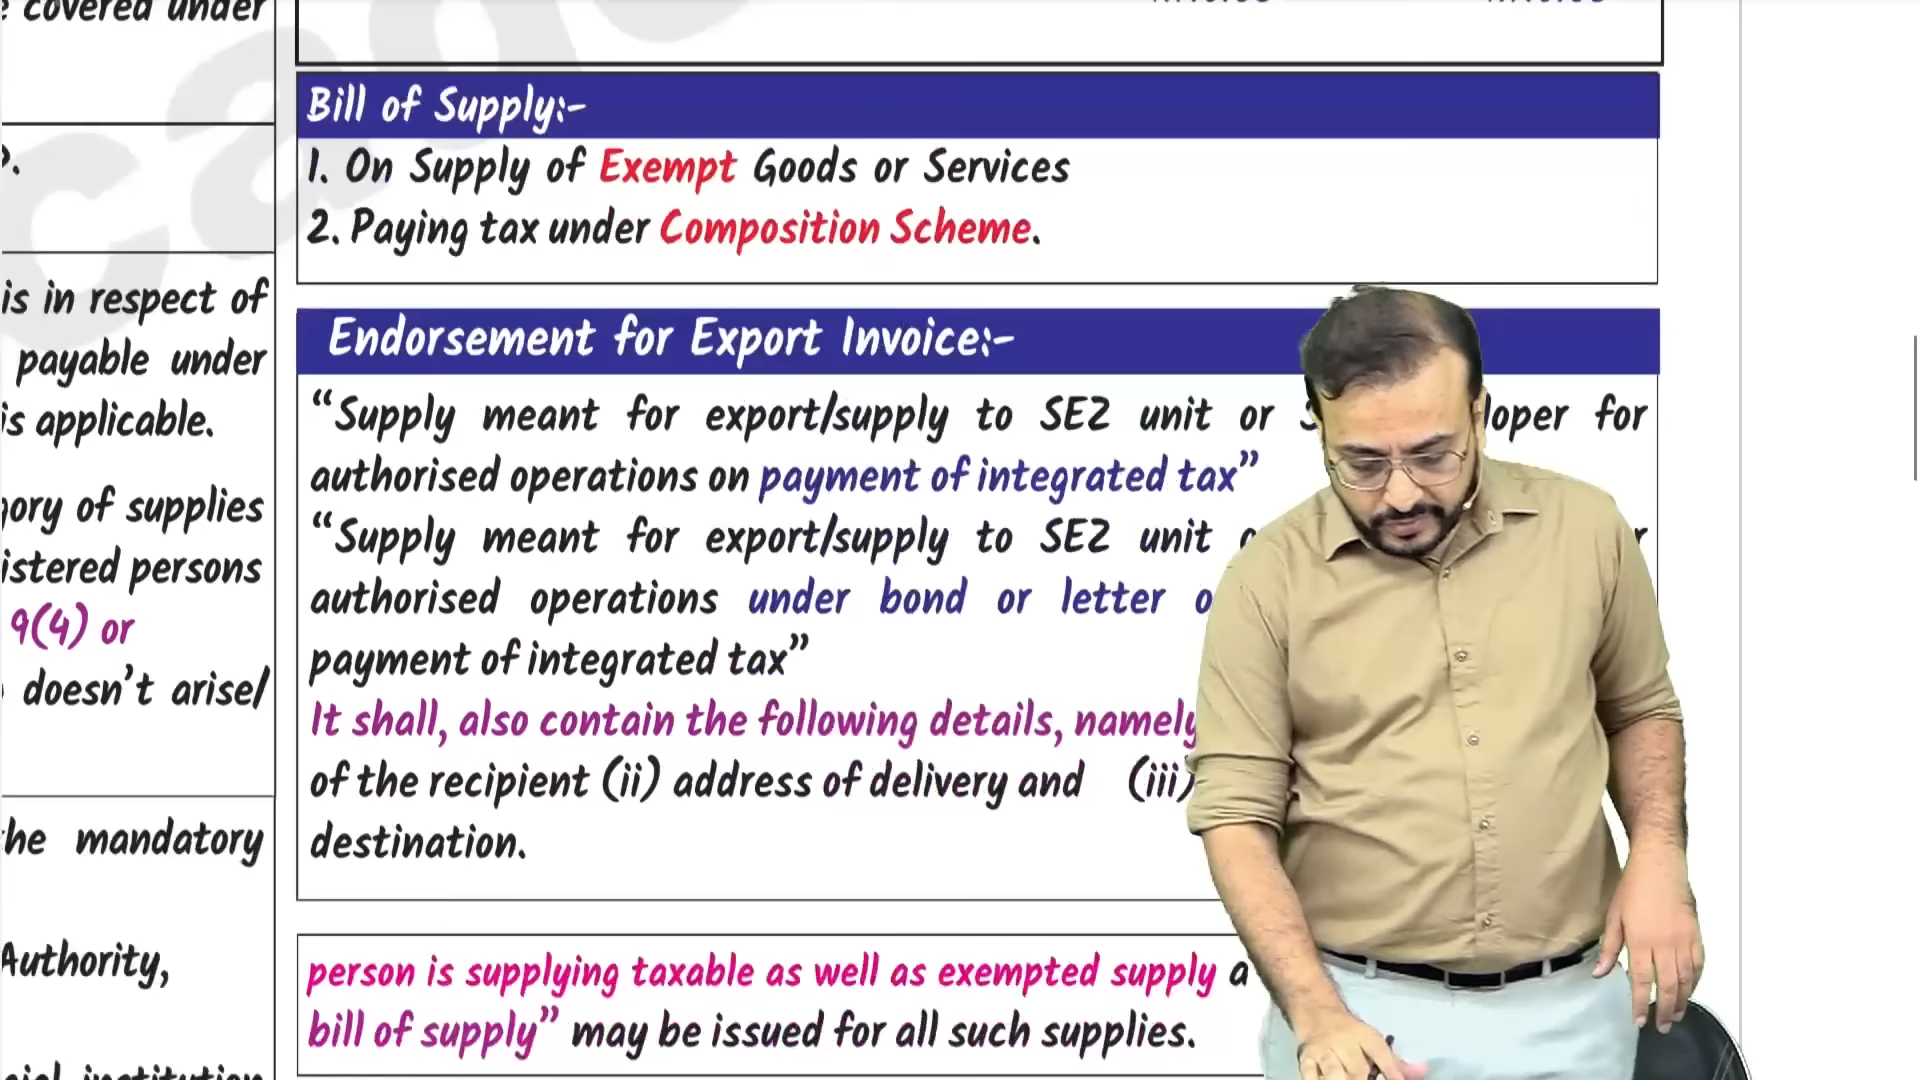 covered under
is in respect of
payable under
is applicable.
of supplies
persons
9(4) or
doesn't arise/
mandatory
Authority,
institution
Bill of Supply:-
1. On Supply of Exempt Goods or Services
2. Paying tax under Composition Scheme.
Endorsement for Export Invoice:-
“Supply meant for export/supply to SEZ unit or for
authorised operations on payment of integrated tax”
“Supply meant for export/supply to SEZ unit
authorised operations under bond or letter
payment of integrated tax”
It shall, also contain the following details, namely
of the recipient (ii) address of delivery and (iii)
destination.
person is supplying taxable as well as exempted supply a
bill of supply” may be issued for all such supplies.